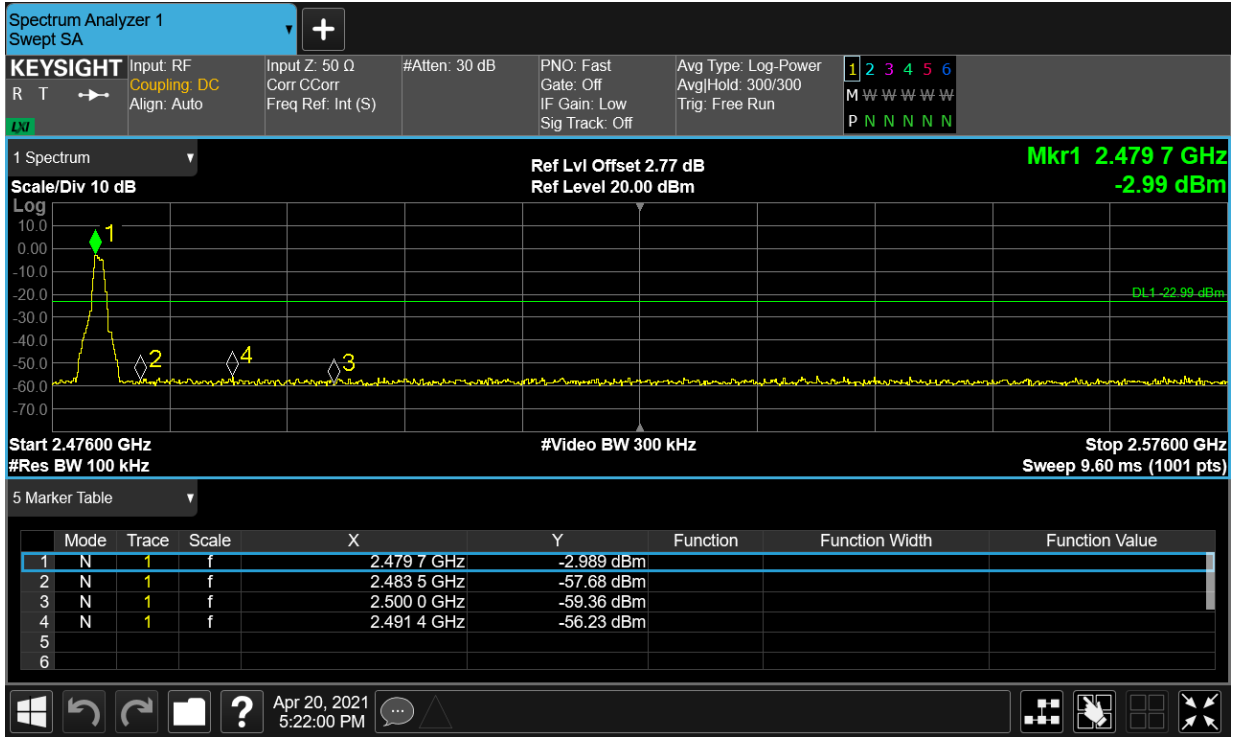 Spectrum Analyzer 1
Swept SA
KEYSIGHT
R T
LXI
Input: RF
Coupling: DC
Align: Auto
Input Z: 50 Ω
Corr CCorr
Freq Ref: Int (S)
#Atten: 30 dB
PNO: Fast
Gate: Off
IF Gain: Low
Sig Track: Off
Avg Type: Log-Power
Avg|Hold: 300/300
Trig: Free Run
1 2 3 4 5 6
M W W W W W
P N N N N N
1 Spectrum
Ref Lvl Offset 2.77 dB
Mkr1 2.479 7 GHz
Scale/Div 10 dB
Ref Level 20.00 dBm
-2.99 dBm
Log
10.0
0.00
-10.0
-20.0
-30.0
-40.0
-50.0
-60.0
-70.0
1
2
4
3
DL1 -22.99 dBm
Start 2.47600 GHz
#Video BW 300 kHz
Stop 2.57600 GHz
#Res BW 100 kHz
Sweep 9.60 ms (1001 pts)
5 Marker Table
Mode Trace Scale X Y Function Function Width Function Value
1 N 1 f 2.479 7 GHz -2.989 dBm
2 N 1 f 2.483 5 GHz -57.68 dBm
3 N 1 f 2.500 0 GHz -59.36 dBm
4 N 1 f 2.491 4 GHz -56.23 dBm
5
6
?
Apr 20, 2021
5:22:00 PM